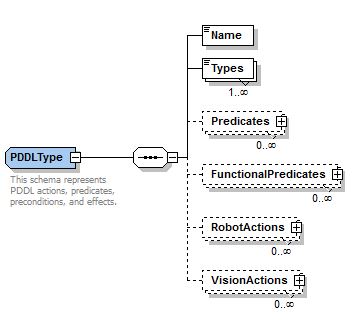 Name
Types
1..∞
Predicates
0..∞
FunctionalPredicates
0..∞
PDDLType
This schema represents
PDDL actions, predicates,
preconditions, and effects.
RobotActions
0..∞
VisionActions
0..∞